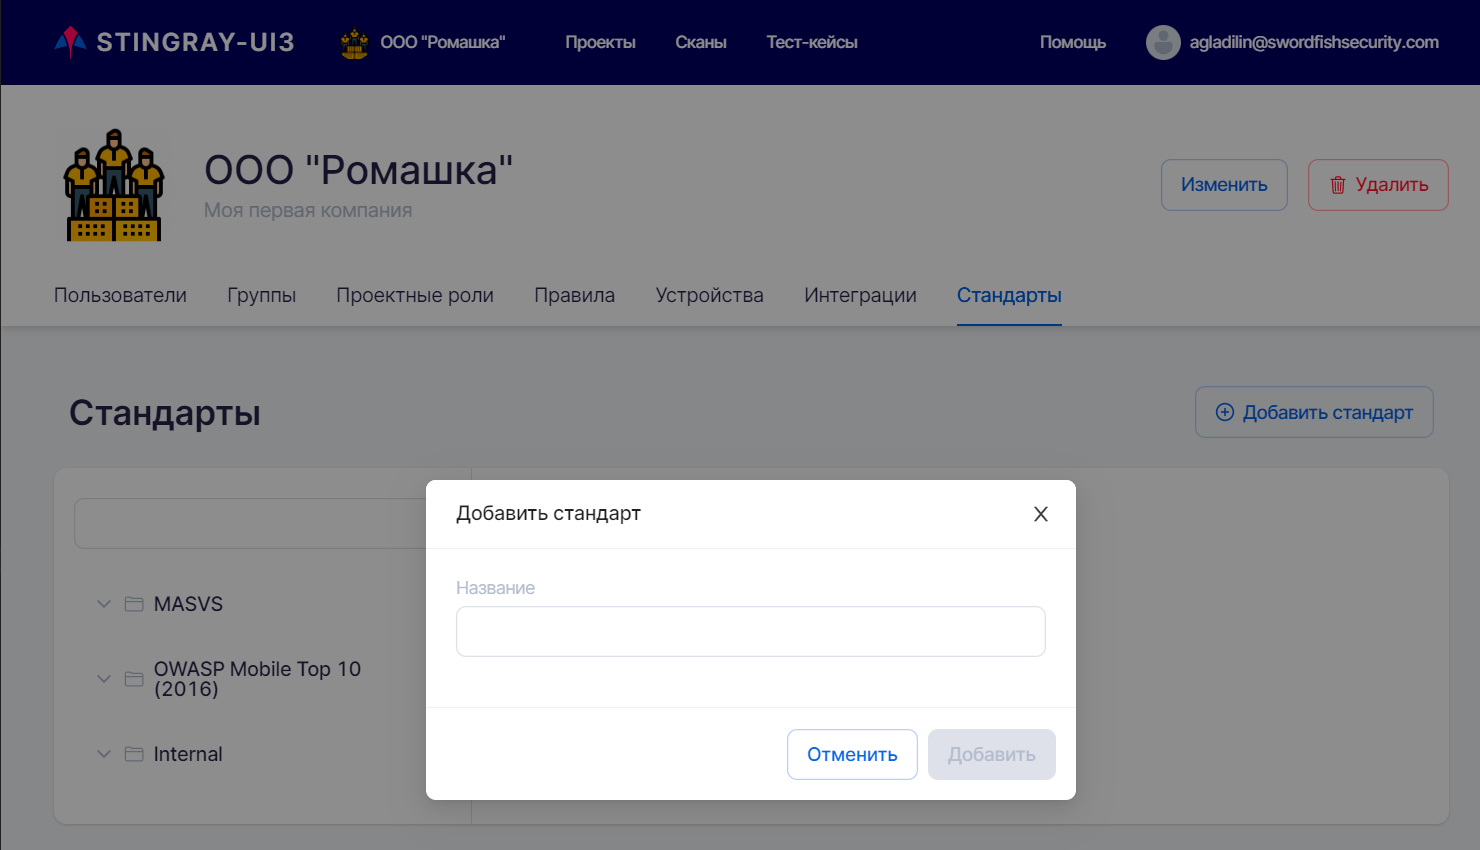 STINGRAY-UI3
ООО "Ромашка"
Проекты
Сканы
Тест-кейсы
Помощь
agladilin@swordfishsecurity.com
ООО "Ромашка"
Моя первая компания
Изменить
Удалить
Пользователи
Группы
Проектные роли
Правила
Устройства
Интеграции
Стандарты
Стандарты
Добавить стандарт
MASVS
OWASP Mobile Top 10
(2016)
Internal
Добавить стандарт
Название
Отменить
Добавить